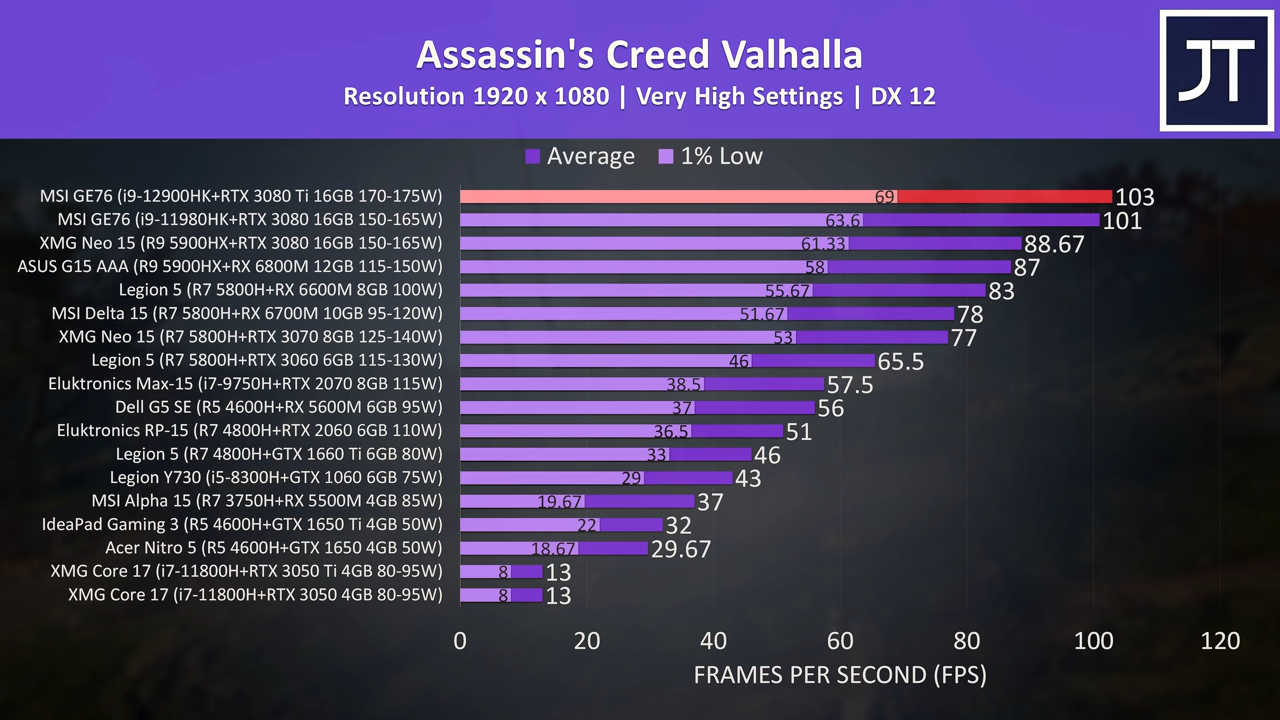 Assassin's Creed Valhalla
JT
Resolution 1920 x 1080 | Very High Settings | DX 12
Average 1% Low
MSI GE76 (i9-12900HK+RTX 3080 Ti 16GB 170-175W) 69 103
MSI GE76 (i9-11980HK+RTX 3080 16GB 150-165W) 63.6 101
XMG Neo 15 (R9 5900HX+RTX 3080 16GB 150-165W) 61.33 88.67
ASUS G15 AAA (R9 5900HX+RX 6800M 12GB 115-150W) 58 87
Legion 5 (R7 5800H+RX 6600M 8GB 100W) 55.67 83
MSI Delta 15 (R7 5800H+RX 6700M 10GB 95-120W) 51.67 78
XMG Neo 15 (R7 5800H+RTX 3070 8GB 125-140W) 53 77
Legion 5 (R7 5800H+RTX 3060 6GB 115-130W) 46 65.5
Eluktronics Max-15 (i7-9750H+RTX 2070 8GB 115W) 38.5 57.5
Dell G5 SE (R5 4600H+RX 5600M 6GB 95W) 37 56
Eluktronics RP-15 (R7 4800H+RTX 2060 6GB 110W) 36.5 51
Legion 5 (R7 4800H+GTX 1660 Ti 6GB 80W) 33 46
Legion Y730 (i5-8300H+GTX 1060 6GB 75W) 29 43
MSI Alpha 15 (R7 3750H+RX 5500M 4GB 85W) 19.67 37
IdeaPad Gaming 3 (R5 4600H+GTX 1650 Ti 4GB 50W) 22 32
Acer Nitro 5 (R5 4600H+GTX 1650 4GB 50W) 18.67 29.67
XMG Core 17 (i7-11800H+RTX 3050 Ti 4GB 80-95W) 8 13
XMG Core 17 (i7-11800H+RTX 3050 4GB 80-95W) 8 13
0 20 40 60 80 100 120
FRAMES PER SECOND (FPS)